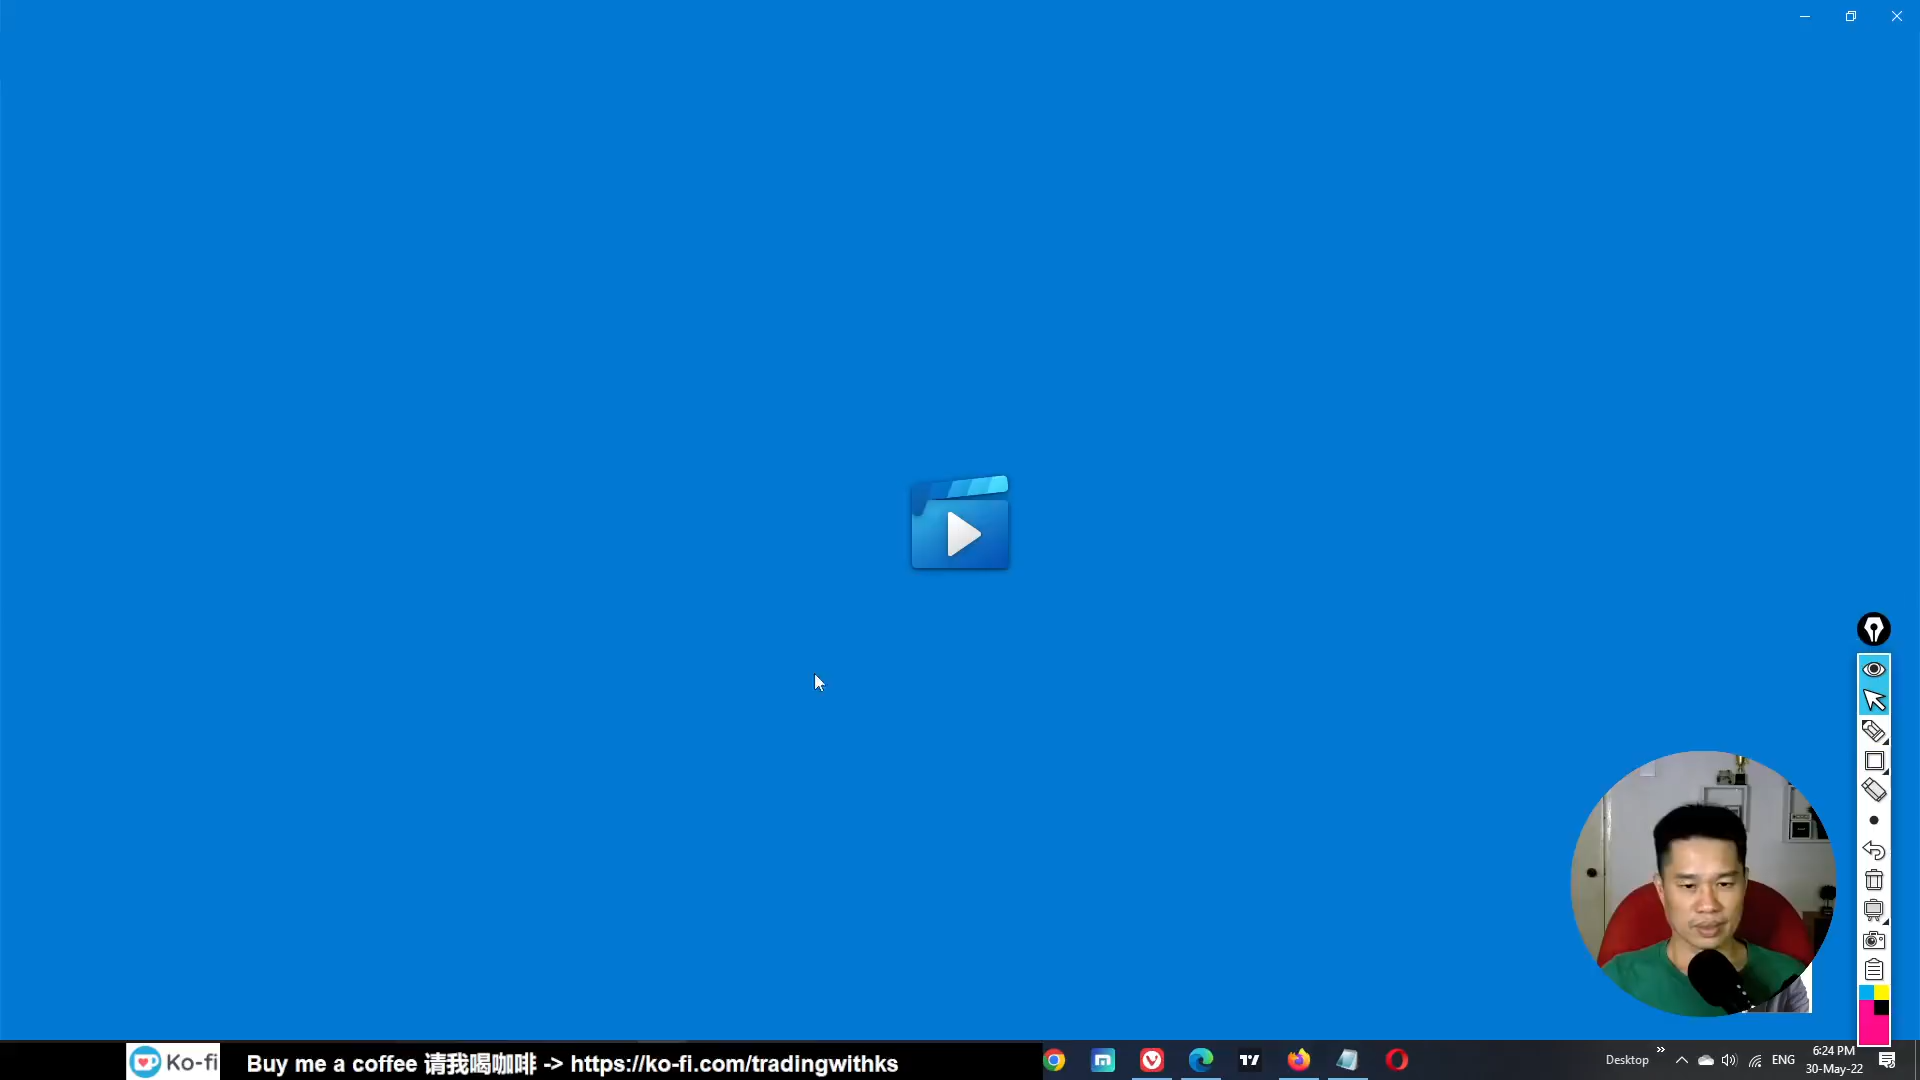 Ko-fi
Buy me a coffee 请我喝咖啡 -> https://ko-fi.com/tradingwithks
Desktop
ENG
6:24 PM
30-May-22